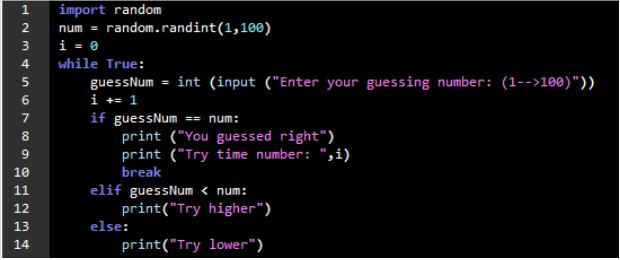 1 import random
2 num = random.randint(1,100)
3 i = 0
4 while True:
5     guessNum = int (input ("Enter your guessing number: (1-->100)"))
6     i += 1
7     if guessNum == num:
8         print ("You guessed right")
9         print ("Try time number: ",i)
10         break
11     elif guessNum < num:
12         print("Try higher")
13     else:
14         print("Try lower")